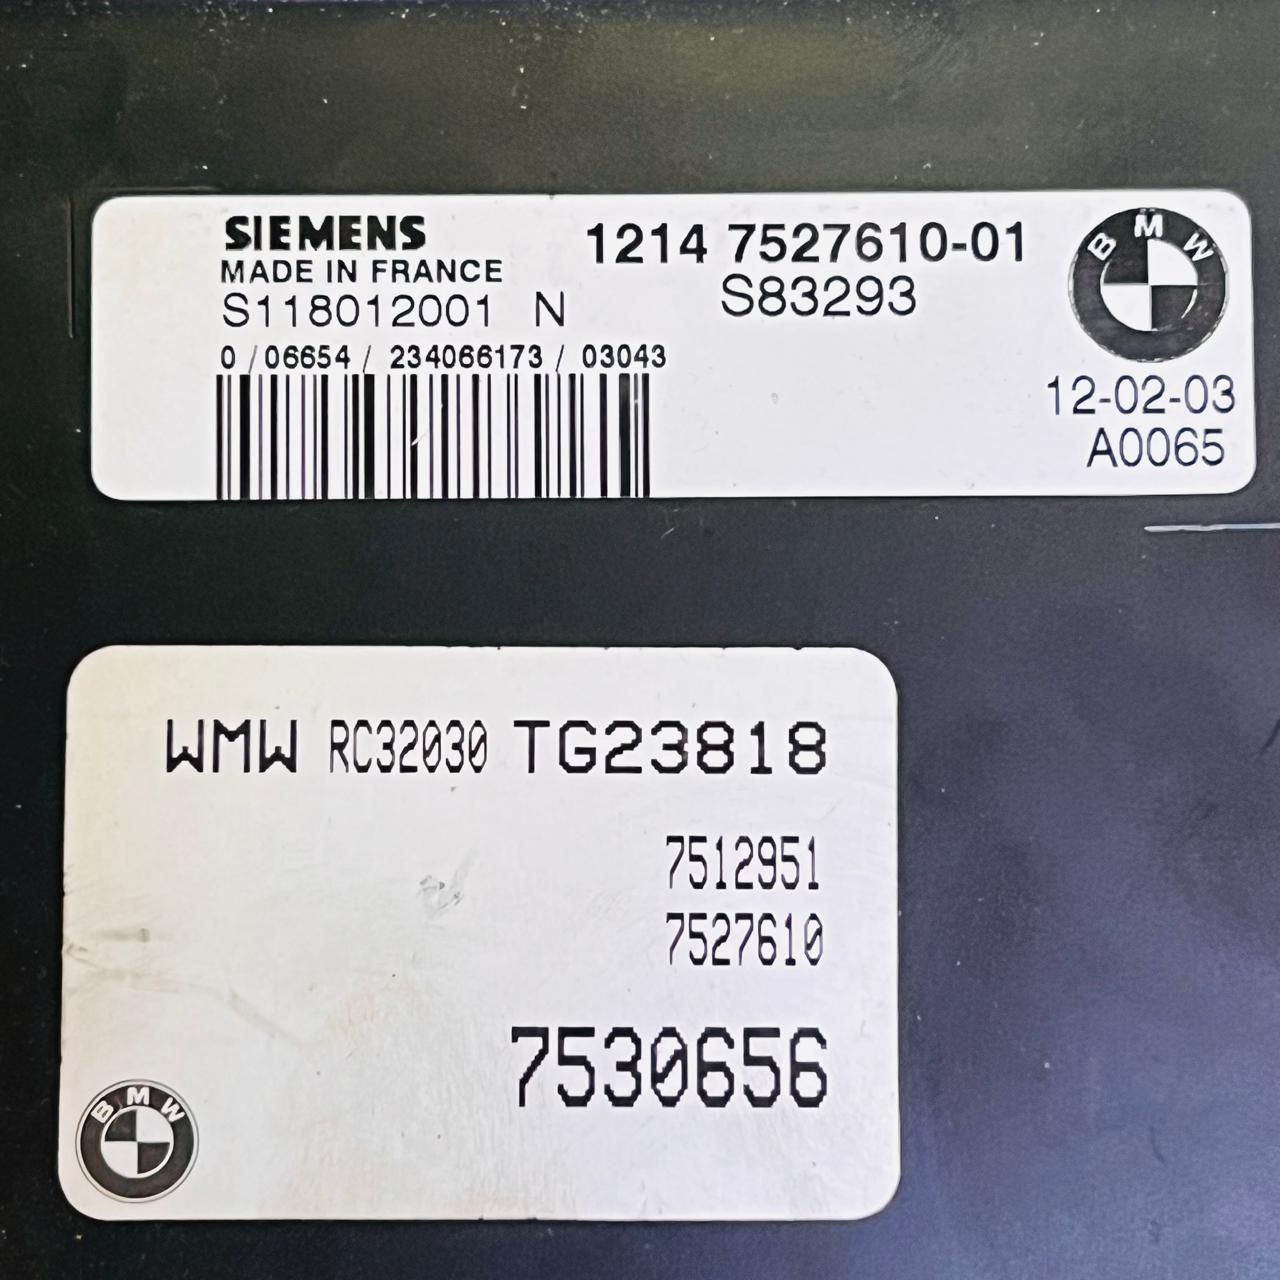 SIEMENS 1214 7527610-01
MADE IN FRANCE
S118012001 N S83293
0 / 06654 / 234066173 / 03043
BMW
12-02-03
A0065
WMW RC32030 TG23818
7512951
7527610
7530656
BMW